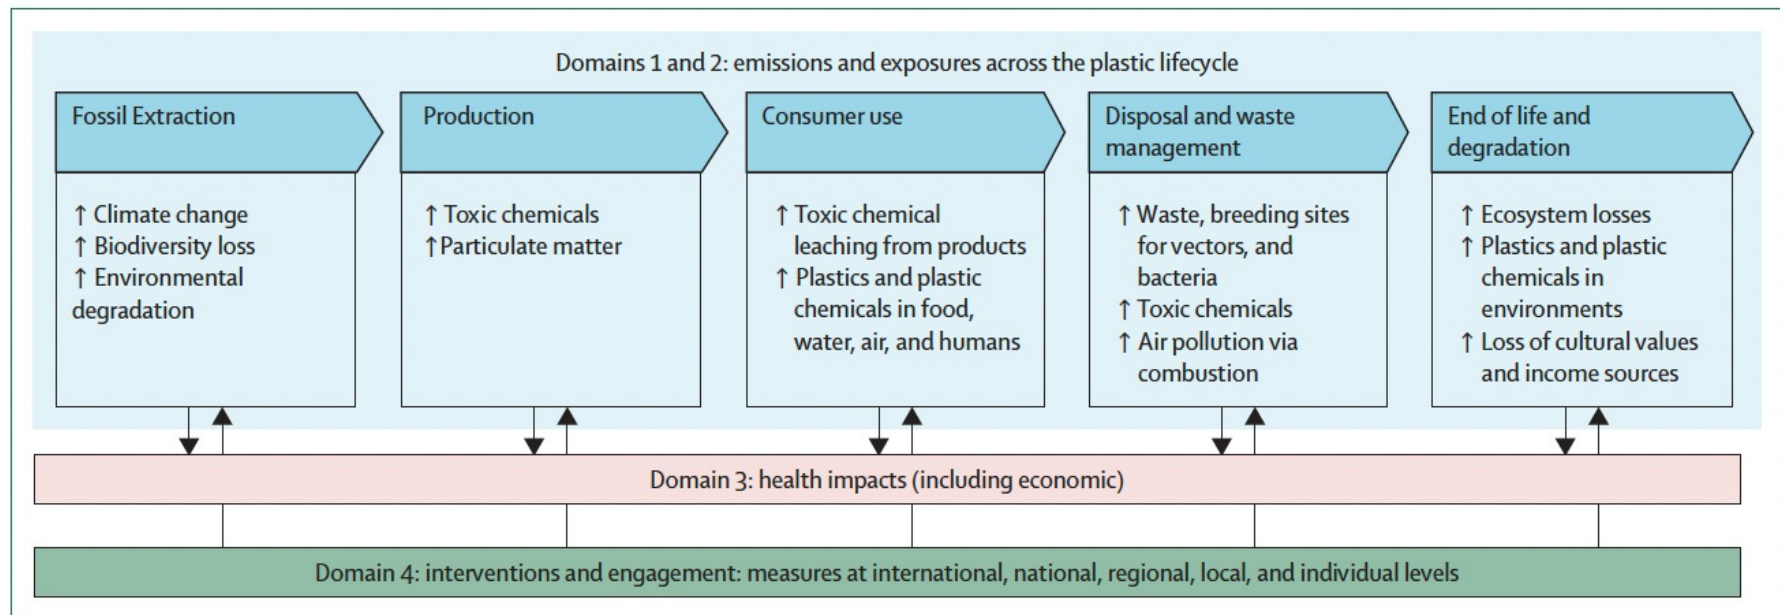 Domains 1 and 2: emissions and exposures across the plastic lifecycle
Fossil Extraction
↑ Climate change
↑ Biodiversity loss
↑ Environmental
degradation
Production
↑ Toxic chemicals
↑Particulate matter
Consumer use
↑ Toxic chemical
leaching from products
↑ Plastics and plastic
chemicals in food,
water, air, and humans
Disposal and waste
management
↑ Waste, breeding sites
for vectors, and
bacteria
↑ Toxic chemicals
↑ Air pollution via
combustion
End of life and
degradation
↑ Ecosystem losses
↑ Plastics and plastic
chemicals in
environments
↑ Loss of cultural values
and income sources
Domain 3: health impacts (including economic)
Domain 4: interventions and engagement: measures at international, national, regional, local, and individual levels